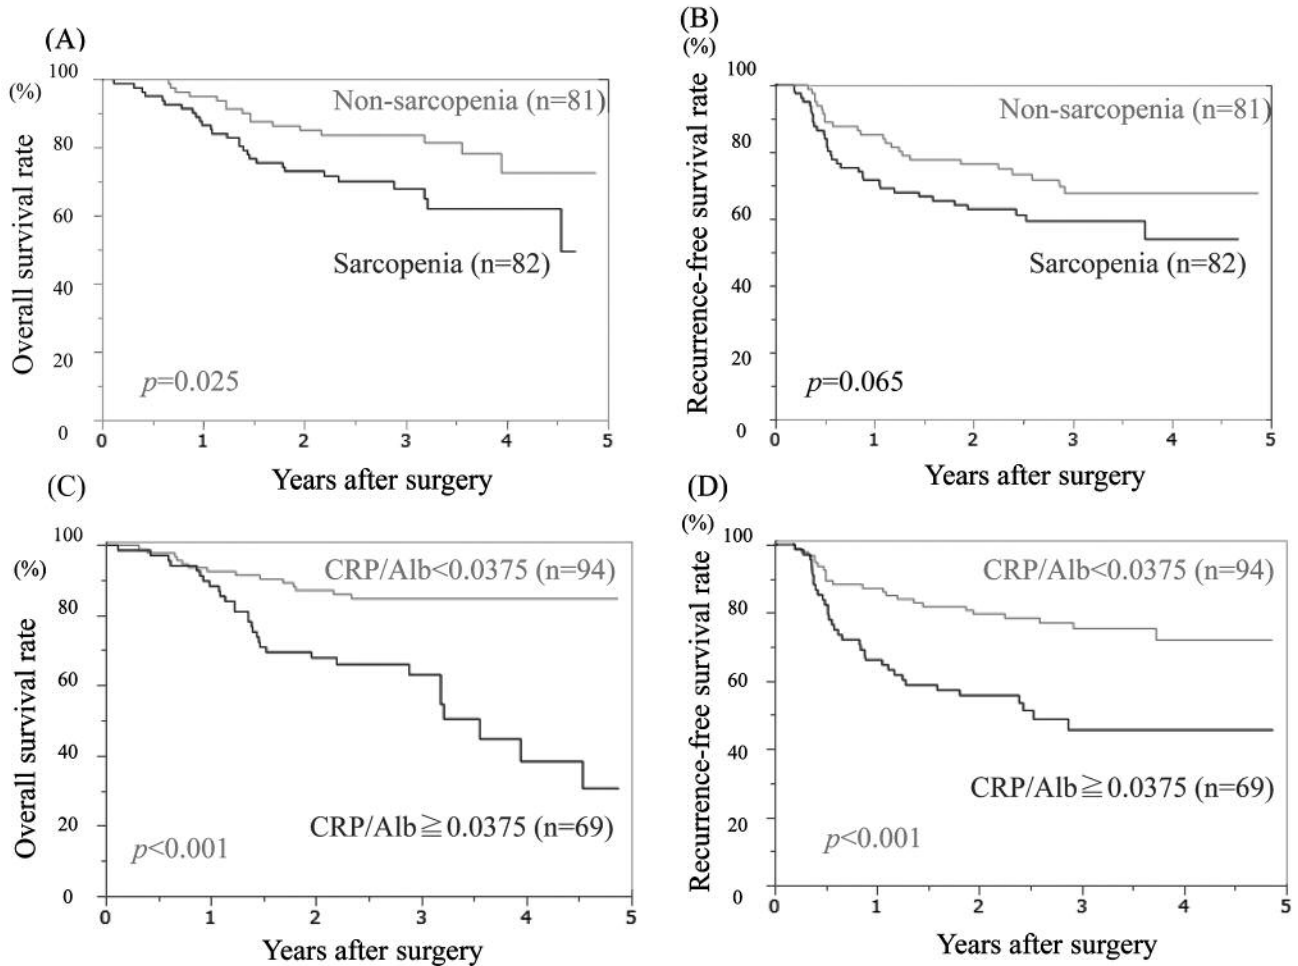 (A)
(%)
100
80
60
40
20
0
Overall survival rate
Non-sarcopenia (n=81)
Sarcopenia (n=82)
p=0.025
0 1 2 3 4 5
Years after surgery
(B)
(%)
100
80
60
40
20
0
Recurrence-free survival rate
Non-sarcopenia (n=81)
Sarcopenia (n=82)
p=0.065
0 1 2 3 4 5
Years after surgery
(C)
(%)
100
80
60
40
20
0
Overall survival rate
CRP/Alb<0.0375 (n=94)
CRP/Alb≧0.0375 (n=69)
p<0.001
0 1 2 3 4 5
Years after surgery
(D)
(%)
100
80
60
40
20
0
Recurrence-free survival rate
CRP/Alb<0.0375 (n=94)
CRP/Alb≧0.0375 (n=69)
p<0.001
0 1 2 3 4 5
Years after surgery